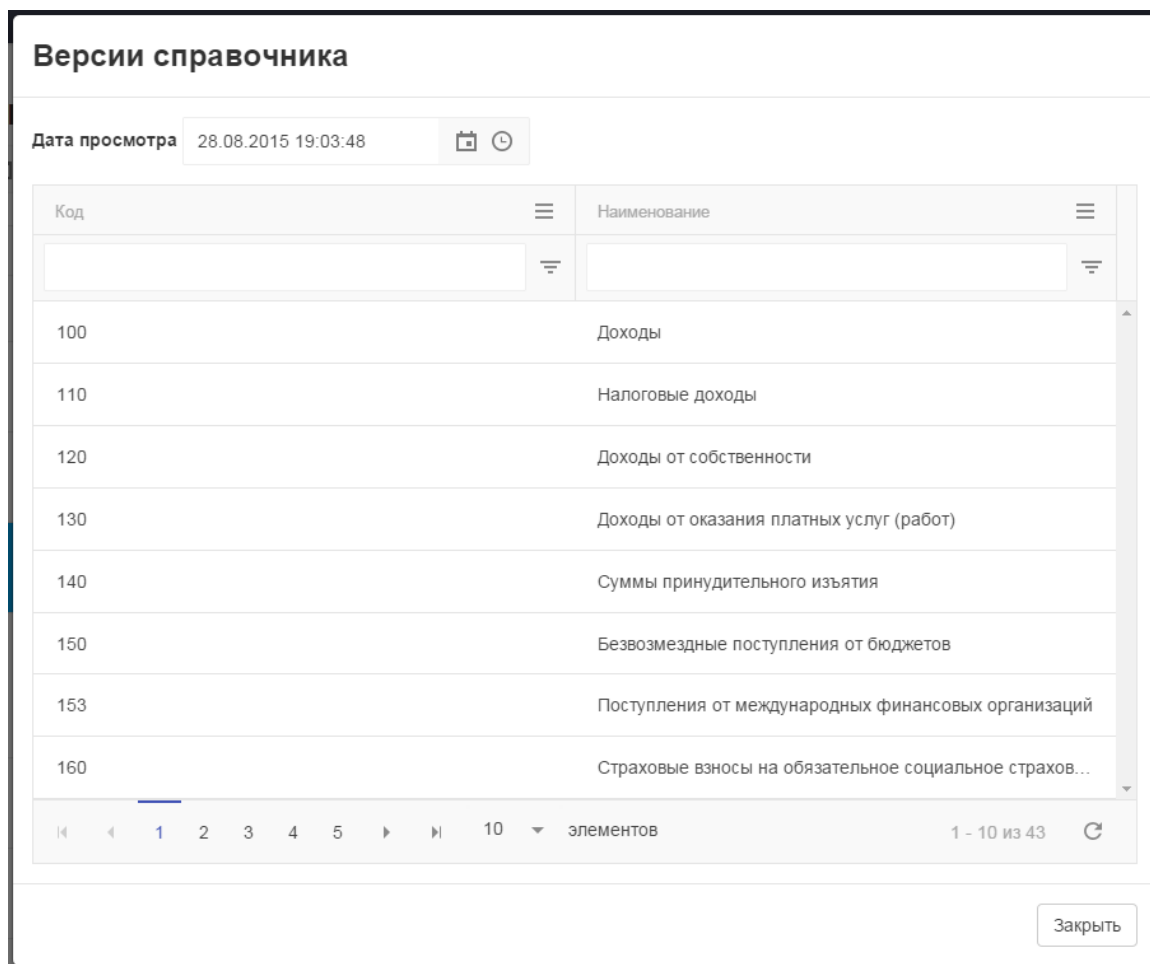 Версии справочника
Дата просмотра 28.08.2015 19:03:48
Код Наименование
100 Доходы
110 Налоговые доходы
120 Доходы от собственности
130 Доходы от оказания платных услуг (работ)
140 Суммы принудительного изъятия
150 Безвозмездные поступления от бюджетов
153 Поступления от международных финансовых организаций
160 Страховые взносы на обязательное социальное страхов...
1 2 3 4 5 10 элементов 1 - 10 из 43
Закрыть